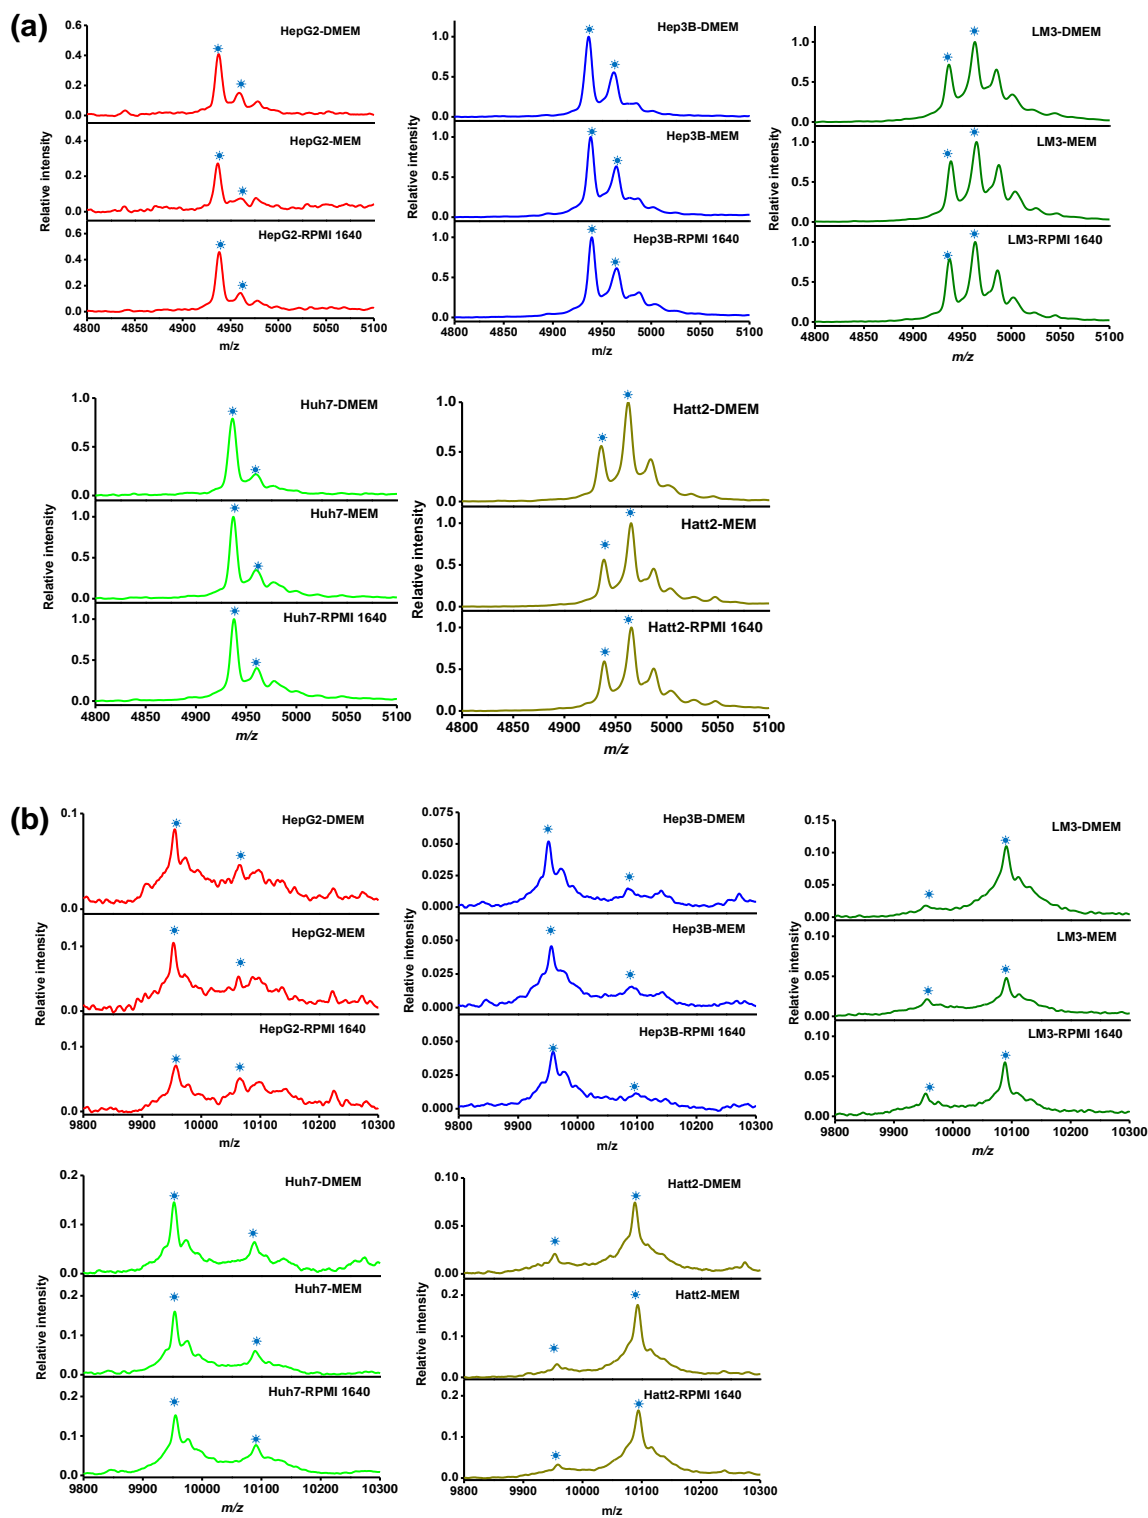 (a)
HepG2-DMEM
0.6
0.4
0.2
0.0
HepG2-MEM
0.4
0.2
0.0
HepG2-RPMI 1640
0.6
0.4
0.2
0.0
Relative intensity
4800 4850 4900 4950 5000 5050 5100
m/z
Hep3B-DMEM
1.0
0.5
0.0
Hep3B-MEM
1.0
0.5
0.0
Hep3B-RPMI 1640
1.0
0.5
0.0
Relative intensity
4800 4850 4900 4950 5000 5050 5100
m/z
LM3-DMEM
1.0
0.5
0.0
LM3-MEM
1.0
0.5
0.0
LM3-RPMI 1640
1.0
0.5
0.0
Relative intensity
4800 4850 4900 4950 5000 5050 5100
m/z
Huh7-DMEM
1.0
0.5
0.0
Huh7-MEM
1.0
0.5
0.0
Huh7-RPMI 1640
1.0
0.5
0.0
Relative intensity
4800 4850 4900 4950 5000 5050 5100
m/z
Hatt2-DMEM
1.0
0.5
0.0
Hatt2-MEM
1.0
0.5
0.0
Hatt2-RPMI 1640
1.0
0.5
0.0
Relative intensity
4800 4850 4900 4950 5000 5050 5100
m/z
(b)
HepG2-DMEM
0.1
0.0
HepG2-MEM
0.1
0.0
HepG2-RPMI 1640
0.1
0.0
Relative intensity
9800 9900 10000 10100 10200 10300
m/z
Hep3B-DMEM
0.075
0.050
0.025
0.000
Hep3B-MEM
0.050
0.025
0.000
Hep3B-RPMI 1640
0.050
0.025
0.000
Relative intensity
9800 9900 10000 10100 10200 10300
m/z
LM3-DMEM
0.15
0.10
0.05
0.00
LM3-MEM
0.10
0.05
0.00
LM3-RPMI 1640
0.10
0.05
0.00
Relative intensity
9800 9900 10000 10100 10200 10300
m/z
Huh7-DMEM
0.2
0.1
0.0
Huh7-MEM
0.2
0.1
0.0
Huh7-RPMI 1640
0.2
0.1
0.0
Relative intensity
9800 9900 10000 10100 10200 10300
m/z
Hatt2-DMEM
0.10
0.05
0.00
Hatt2-MEM
0.2
0.1
0.0
Hatt2-RPMI 1640
0.2
0.1
0.0
Relative intensity
9800 9900 10000 10100 10200 10300
m/z